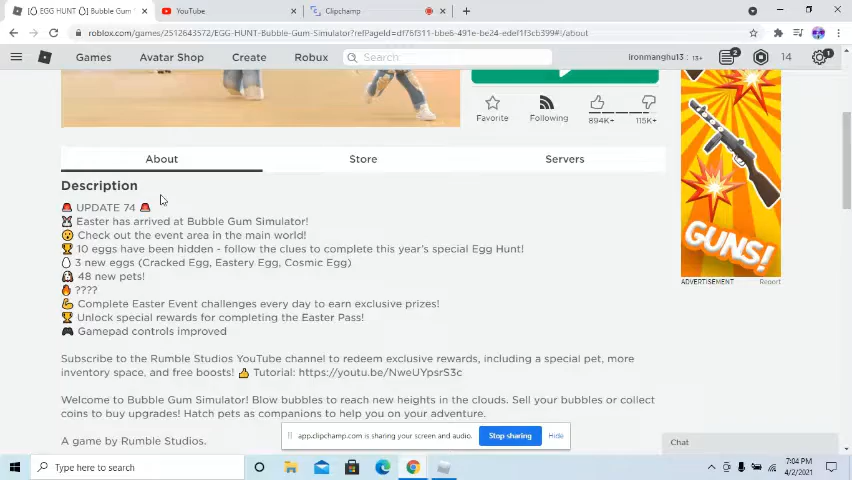 [🥚] EGG HUNT] Bubble Gum Sim
YouTube
Clipchamp
roblox.com/games/2512643572/EGG-HUNT-Bubble-Gum-Simulator?refPageId=df76f311-bbe6-491e-be24-edef1f3cb399#!/about
Games
Avatar Shop
Create
Robux
Search
ironmanghu13: 13+
2
14
1
Favorite
Following
894K+
115K+
About
Store
Servers
Description
🚨 UPDATE 74 🚨
🐰 Easter has arrived at Bubble Gum Simulator!
😮 Check out the event area in the main world!
🏆 10 eggs have been hidden - follow the clues to complete this year's special Egg Hunt!
🥚 3 new eggs (Cracked Egg, Eastery Egg, Cosmic Egg)
🐶 48 new pets!
🔥 ????
💪 Complete Easter Event challenges every day to earn exclusive prizes!
🏆 Unlock special rewards for completing the Easter Pass!
🎮 Gamepad controls improved
Subscribe to the Rumble Studios YouTube channel to redeem exclusive rewards, including a special pet, more
inventory space, and free boosts! 👍 Tutorial: https://youtu.be/NweUYpsrS3c
Welcome to Bubble Gum Simulator! Blow bubbles to reach new heights in the clouds. Sell your bubbles or collect
coins to buy upgrades! Hatch pets as companions to help you on your adventure.
A game by Rumble Studios.
GUNS!
ADVERTISEMENT
Report
app.clipchamp.com is sharing your screen and audio.
Stop sharing
Hide
Chat
Type here to search
7:04 PM
4/2/2021